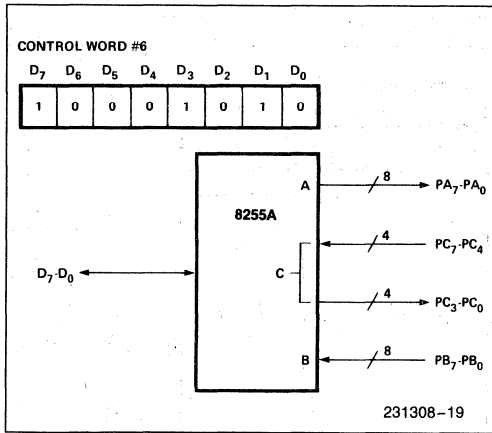 CONTROL WORD #6
D7 D6 D5 D4 D3 D2 D1 D0
1 0 0 0 1 0 1 0
8255A
A 8 PA7-PA0
4 PC7-PC4
D7-D0 C
4 PC3-PC0
B 8 PB7-PB0
231308-19